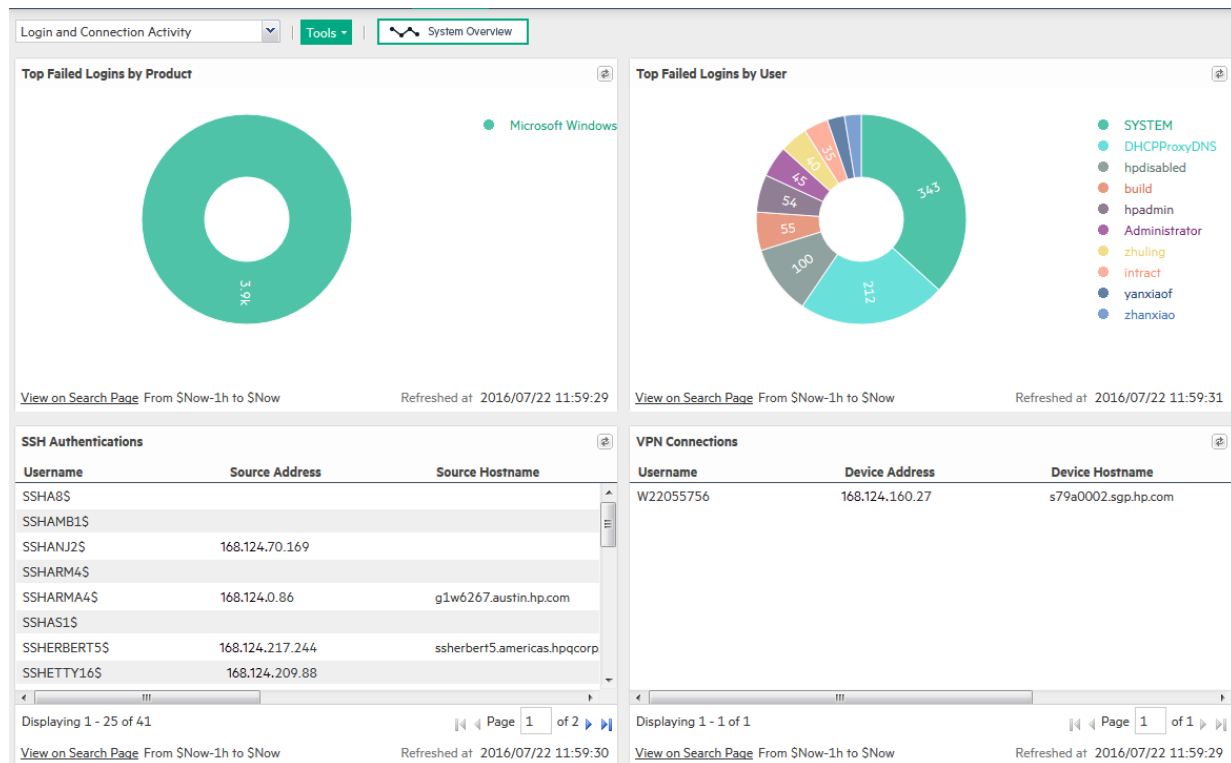 Login and Connection Activity
Tools
System Overview
Top Failed Logins by Product
Microsoft Windows
3.9k
View on Search Page From $Now-1h to $Now
Refreshed at 2016/07/22 11:59:29
Top Failed Logins by User
343
212
100
55
54
45
40
35
SYSTEM
DHCPProxyDNS
hpdisabled
build
hpadmin
Administrator
zhuling
intract
yanxiaof
zhanxiao
View on Search Page From $Now-1h to $Now
Refreshed at 2016/07/22 11:59:31
SSH Authentications
Username Source Address Source Hostname
SSHA8$
SSHAMB1$
SSHANJ2$ 168.124.70.169
SSHARM4$
SSHARMA4$ 168.124.0.86 g1w6267.austin.hp.com
SSHAS1$
SSHERBERT5$ 168.124.217.244 ssherbert5.americas.hpqcorp
SSHETTY16$ 168.124.209.88
Displaying 1 - 25 of 41
Page 1 of 2
View on Search Page From $Now-1h to $Now
Refreshed at 2016/07/22 11:59:30
VPN Connections
Username Device Address Device Hostname
W22055756 168.124.160.27 s79a0002.sgp.hp.com
Displaying 1 - 1 of 1
Page 1 of 1
View on Search Page From $Now-1h to $Now
Refreshed at 2016/07/22 11:59:29